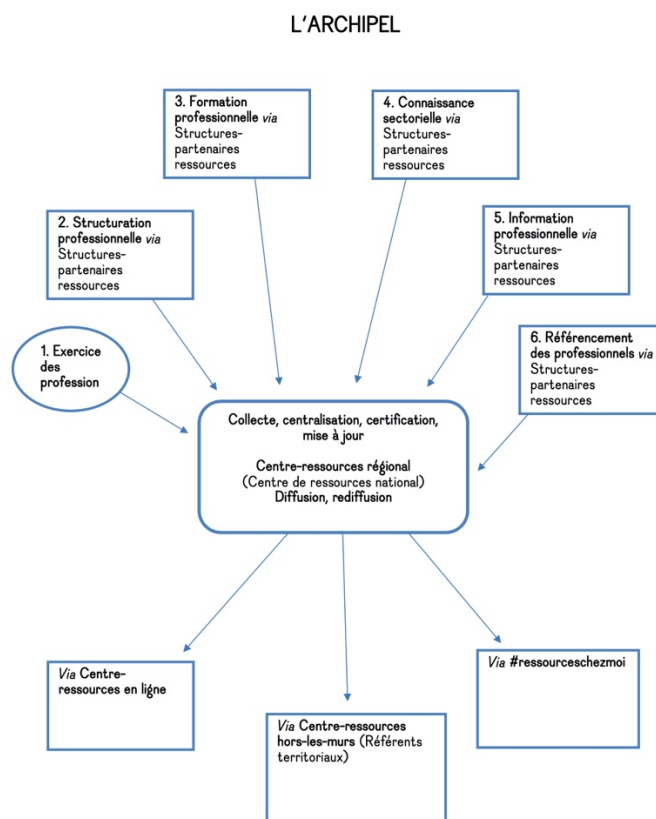 L'ARCHIPEL
3. Formation
professionnelle via
Structures-
partenaires
ressources
4. Connaissance
sectorielle via
Structures-
partenaires
ressources
2. Structuration
professionnelle via
Structures-
partenaires
ressources
5. Information
professionnelle via
Structures-
partenaires
ressources
1. Exercice
des
profession
6. Référencement
des professionnels via
Structures-
partenaires
ressources
Collecte, centralisation, certification,
mise à jour
Centre-ressources régional
(Centre de ressources national)
Diffusion, rediffusion
Via Centre-
ressources en ligne
Via Centre-ressources
hors-les-murs (Référents
territoriaux)
Via #ressourceschezmoi